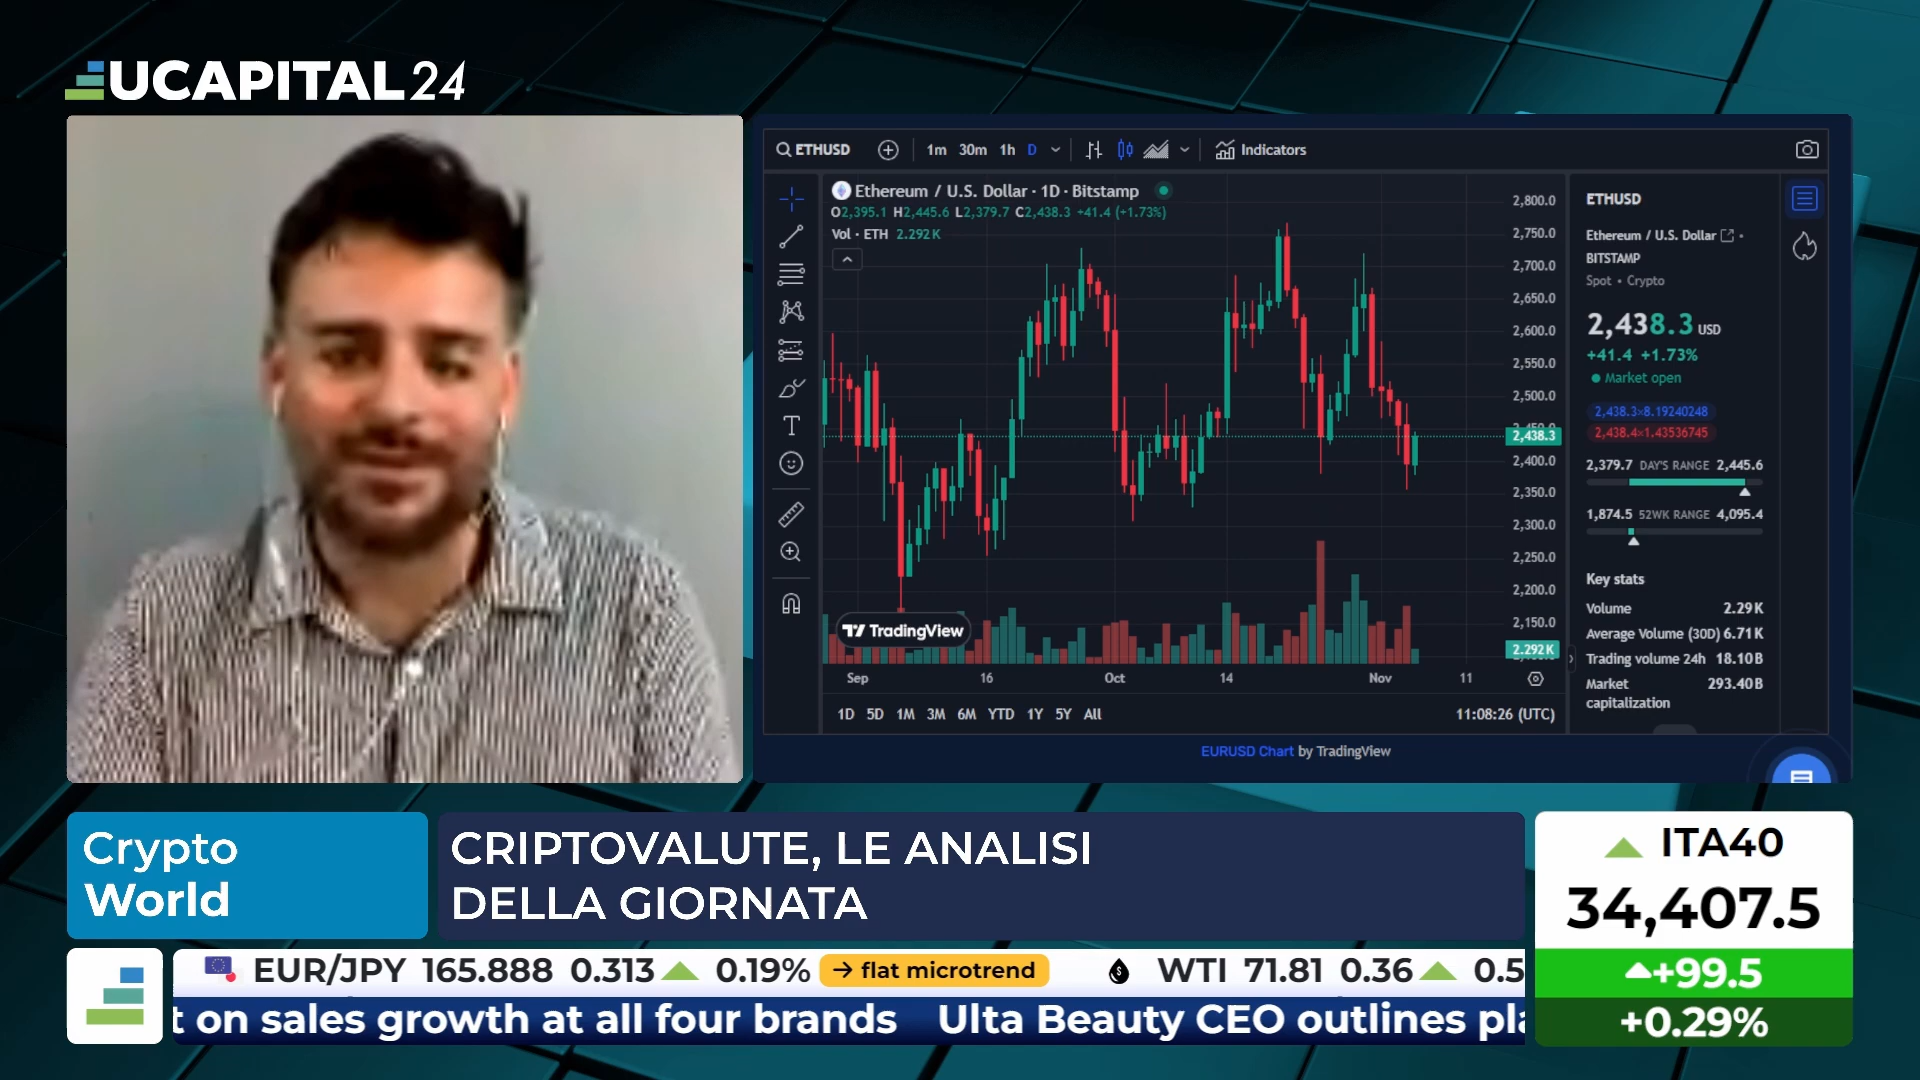 EUCAPITAL 24
ETHUSD 1m 30m 1h D Indicators
Ethereum / U.S. Dollar · 1D · Bitstamp
O2,395.1 H2,445.6 L2,379.7 C2,438.3 +41.4 (+1.73%)
Vol · ETH 2.292K
2,800.0
2,750.0
2,700.0
2,650.0
2,600.0
2,550.0
2,500.0
2,438.3
2,400.0
2,350.0
2,300.0
2,250.0
2,200.0
2,150.0
2.292K
TradingView
Sep 16 Oct 14 Nov 11
1D 5D 1M 3M 6M YTD 1Y 5Y All 11:08:26 (UTC)
EURUSD Chart by TradingView
ETHUSD
Ethereum / U.S. Dollar ·
BITSTAMP
Spot • Crypto
2,438.3 USD
+41.4 +1.73%
Market open
2,438.3×8.19240248
2,438.4×1.43536745
2,379.7 DAY'S RANGE 2,445.6
1,874.5 52WK RANGE 4,095.4
Key stats
Volume 2.29K
Average Volume (30D) 6.71K
Trading volume 24h 18.10B
Market capitalization 293.40B
Crypto
World
CRIPTOVALUTE, LE ANALISI
DELLA GIORNATA
ITA40
34,407.5
+99.5
+0.29%
EUR/JPY 165.888 0.313 0.19% → flat microtrend WTI 71.81 0.36 0.5
t on sales growth at all four brands Ulta Beauty CEO outlines pla